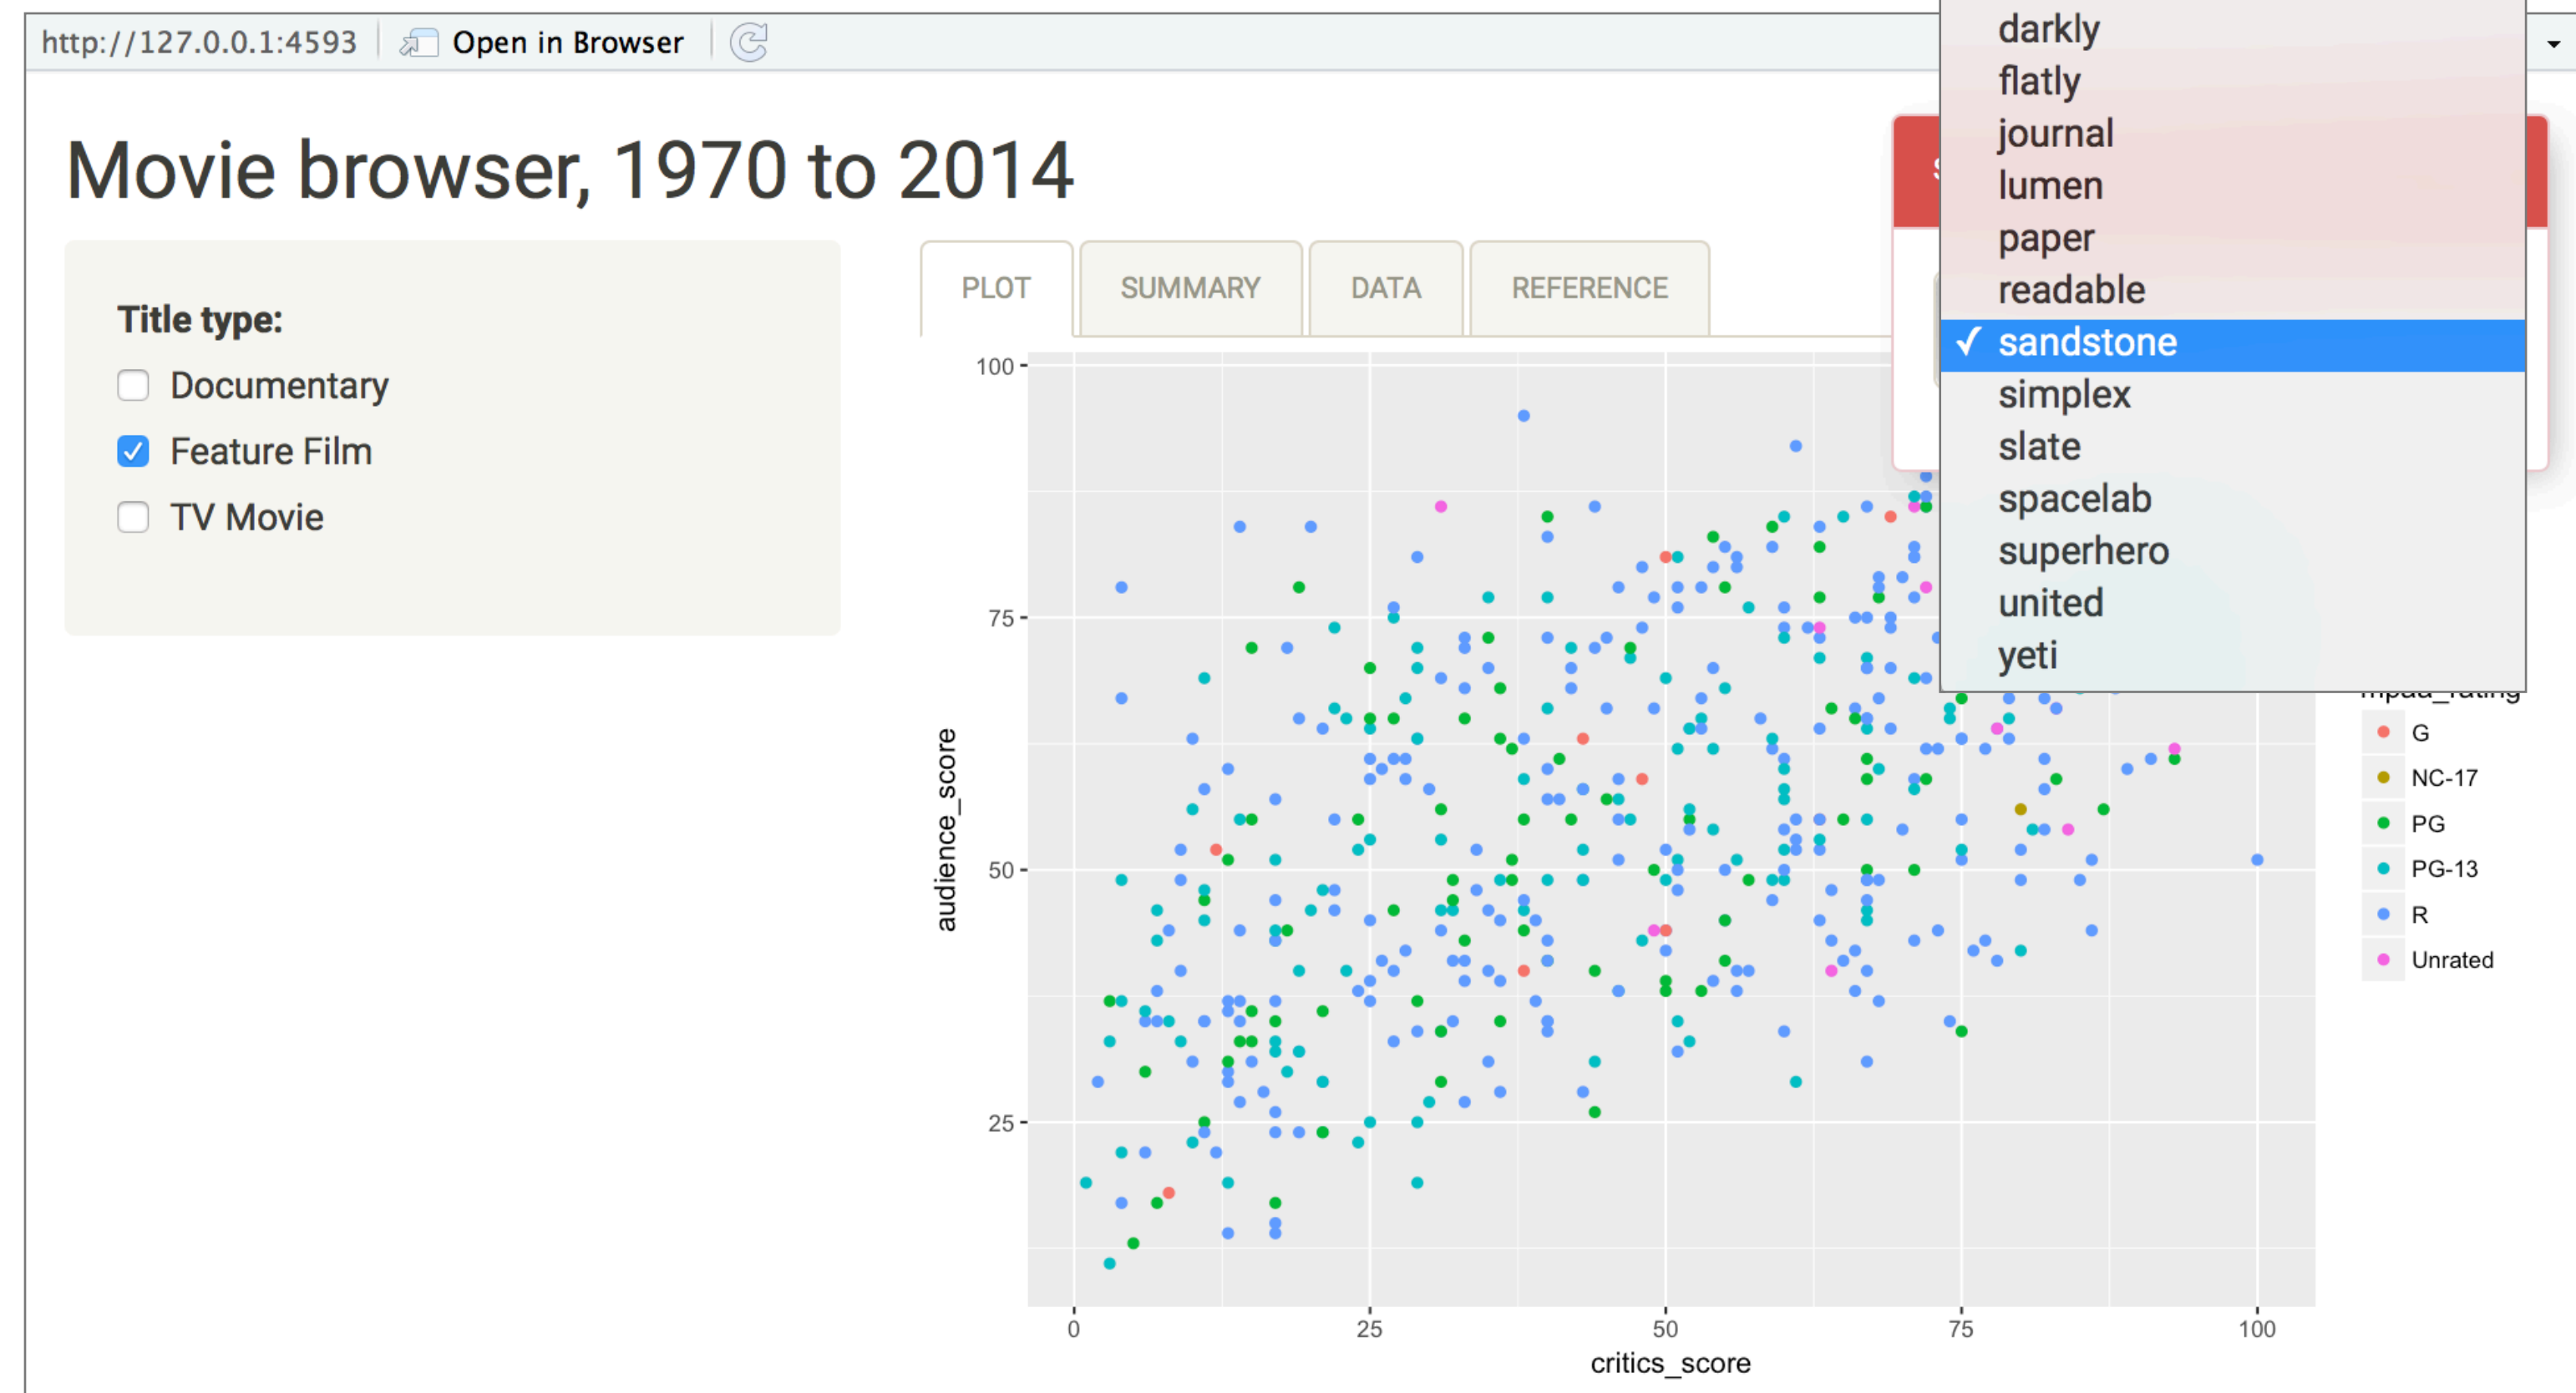 http://127.0.0.1:4593 Open in Browser
Movie browser, 1970 to 2014
Title type:
Documentary
Feature Film
TV Movie
PLOT SUMMARY DATA REFERENCE
darkly
flatly
journal
lumen
paper
readable
✓ sandstone
simplex
slate
spacelab
superhero
united
yeti
100
75
50
25
audience_score
0 25 50 75 100
critics_score
mpaa_rating
G
NC-17
PG
PG-13
R
Unrated